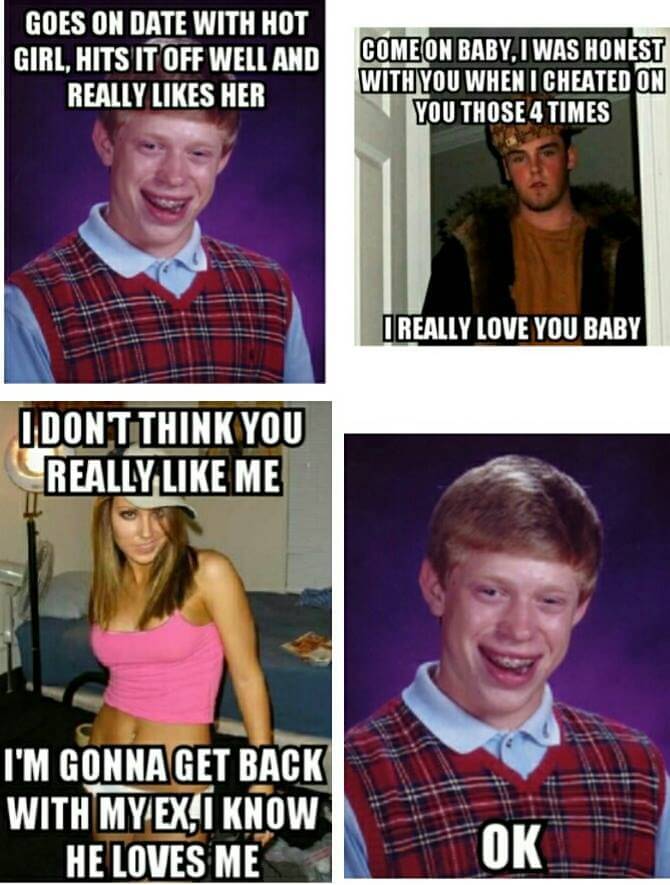 GOES ON DATE WITH HOT
GIRL, HITS IT OFF WELL AND
REALLY LIKES HER
COME ON BABY, I WAS HONEST
WITH YOU WHEN I CHEATED ON
YOU THOSE 4 TIMES
I REALLY LOVE YOU BABY
I DON'T THINK YOU
REALLY LIKE ME
I'M GONNA GET BACK
WITH MY EX, I KNOW
HE LOVES ME
OK